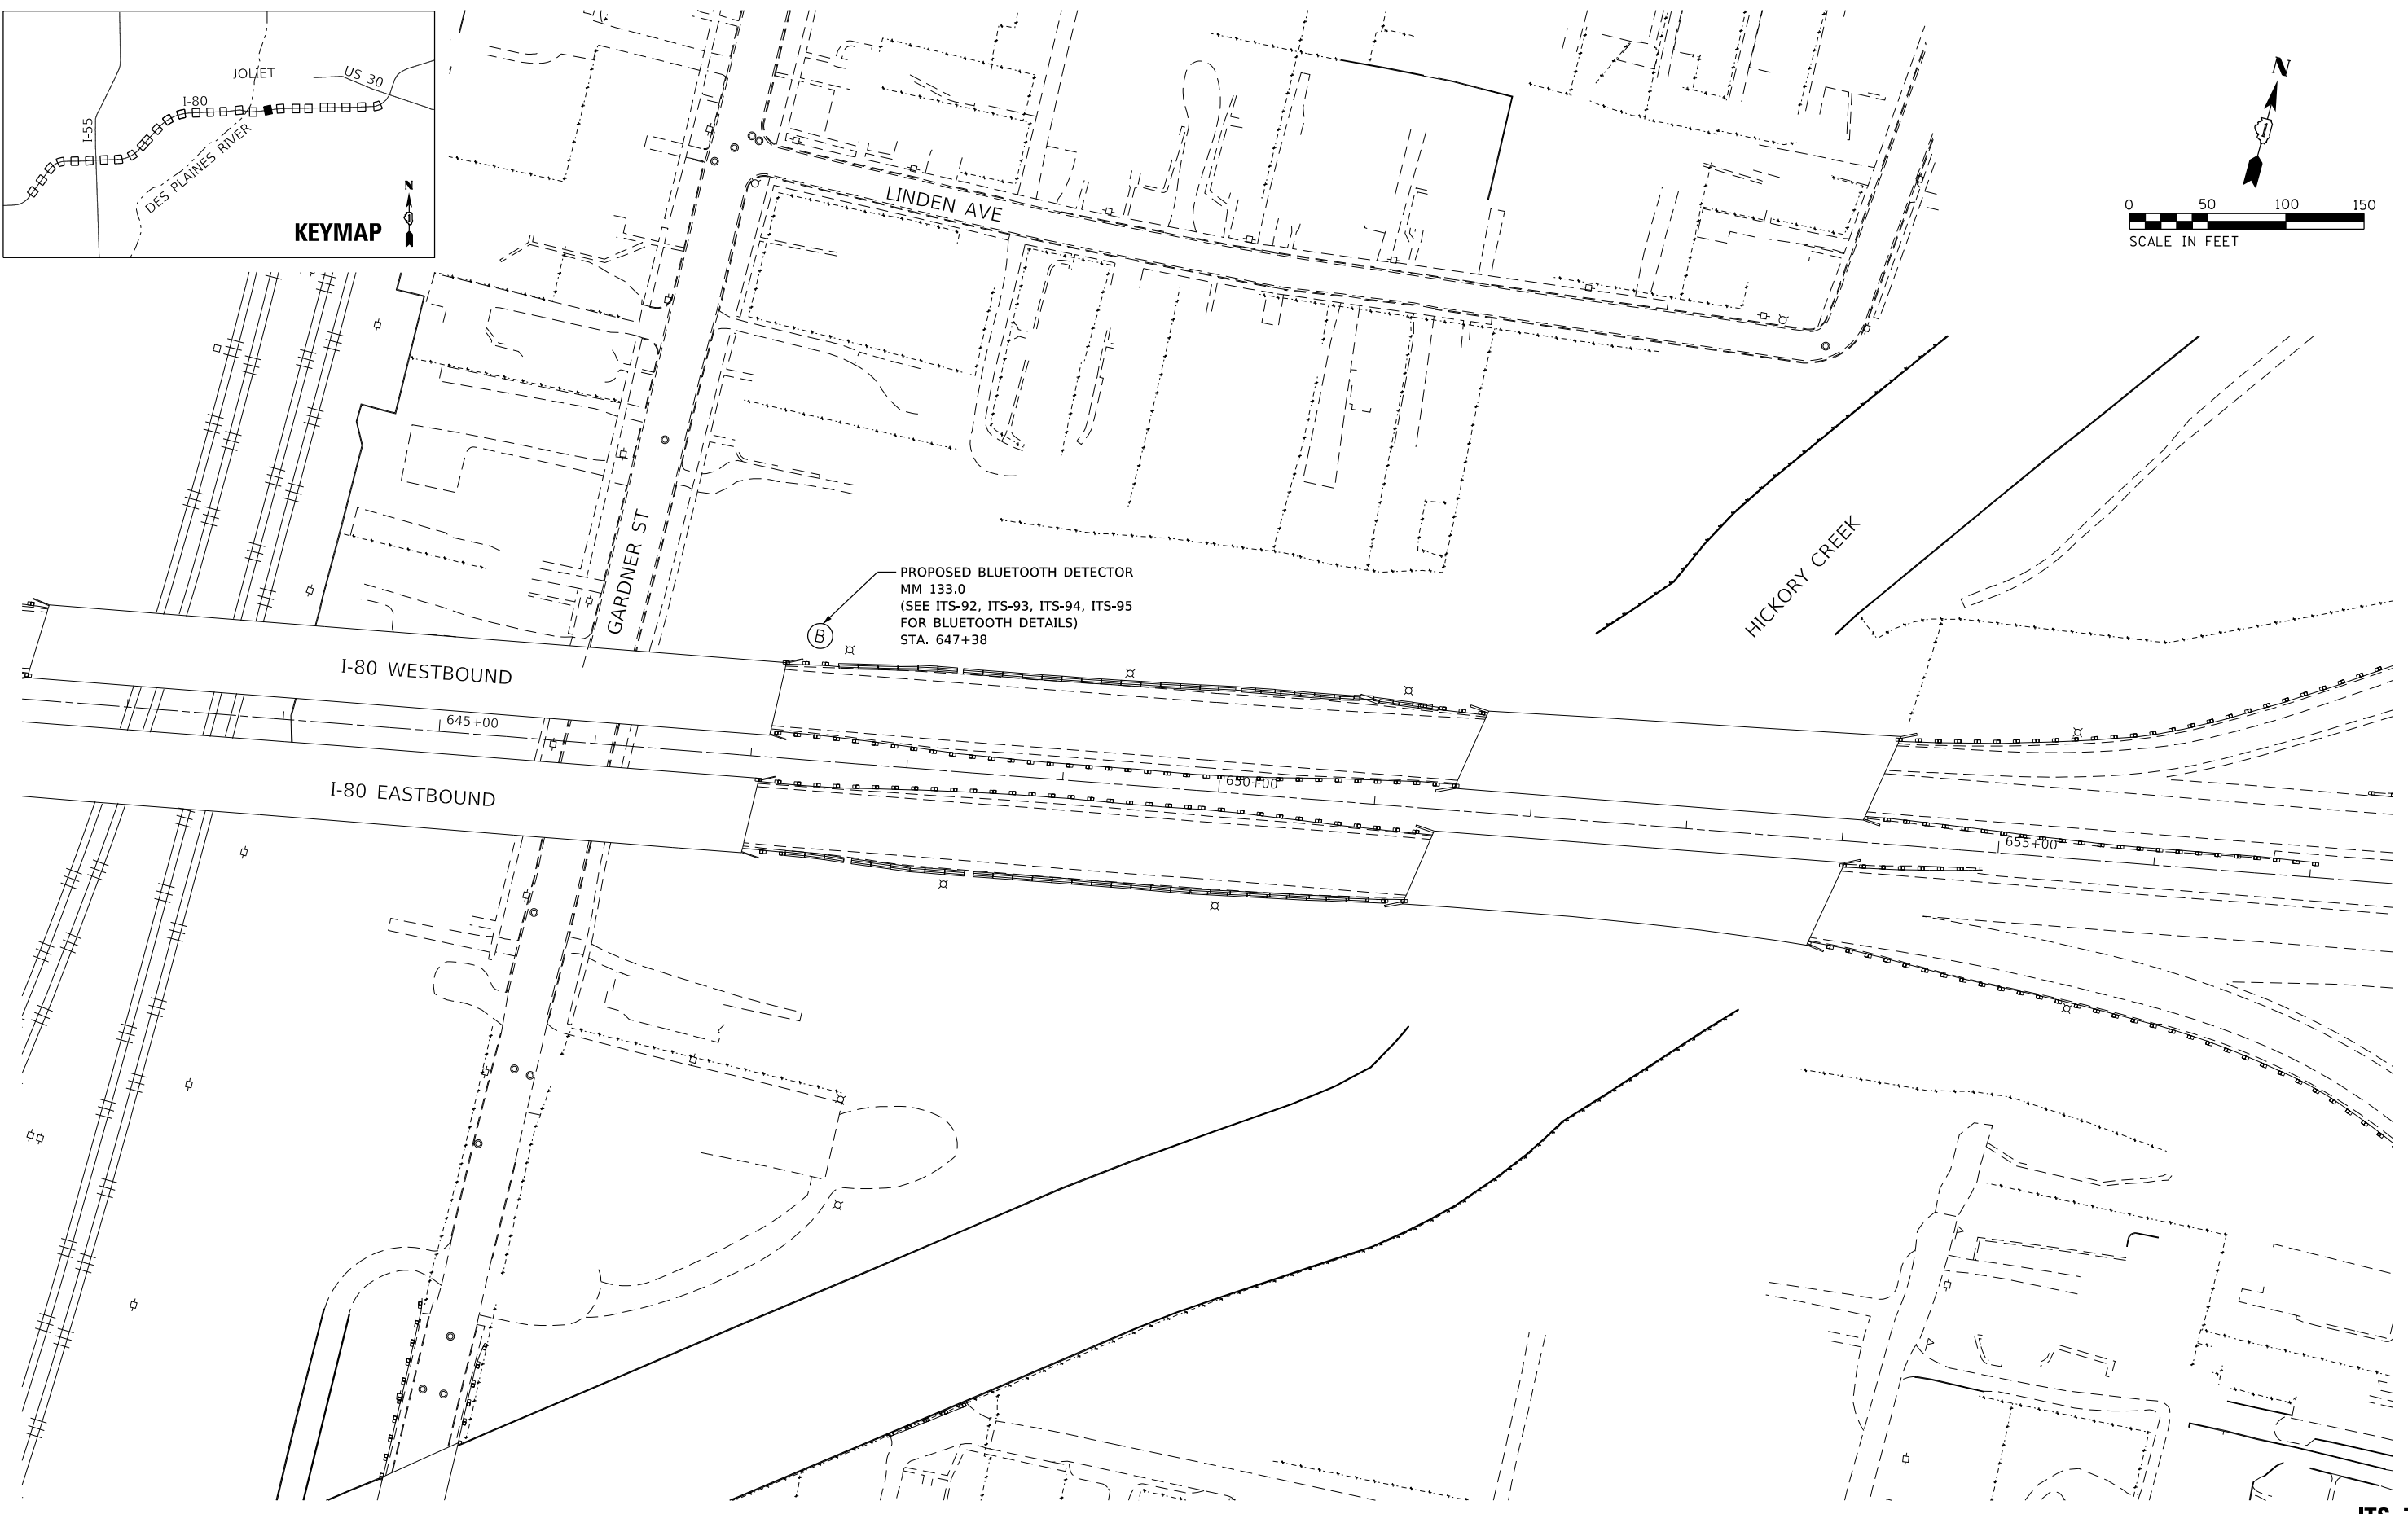 JOLIET
US 30
I-80
I-55
DES PLAINES RIVER
N
KEYMAP
N
1
0 50 100 150
SCALE IN FEET
LINDEN AVE
GARDNER ST
HICKORY CREEK
PROPOSED BLUETOOTH DETECTOR
MM 133.0
(SEE ITS-92, ITS-93, ITS-94, ITS-95
FOR BLUETOOTH DETAILS)
STA. 647+38
B
I-80 WESTBOUND
645+00
650+00
655+00
I-80 EASTBOUND